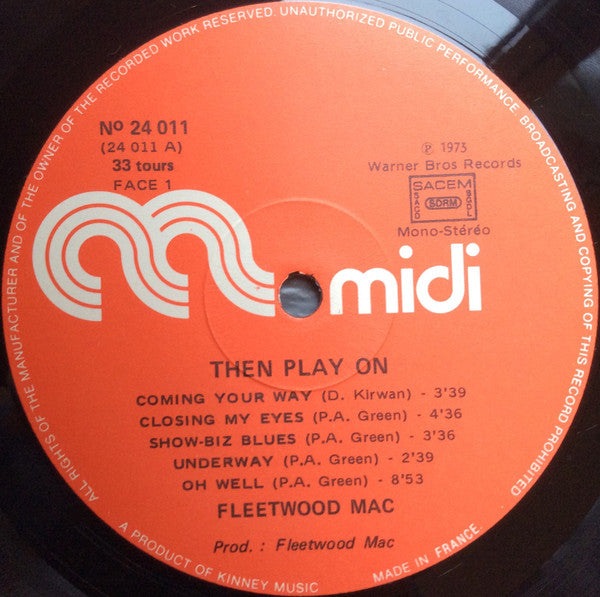 ALL RIGHTS OF THE MANUFACTURER AND OF THE OWNER OF THE RECORDED WORK RESERVED. UNAUTHORIZED PUBLIC PERFORMANCE, BROADCASTING AND COPYING OF THIS RECORD PROHIBITED
Nº 24 011
(24 011 A)
33 tours
FACE 1
℗ 1973
Warner Bros Records
SACEM
SACD
SDRM
SGDL
Mono-Stéréo
midi
THEN PLAY ON
COMING YOUR WAY (D. Kirwan) - 3'39
CLOSING MY EYES (P.A. Green) - 4'36
SHOW-BIZ BLUES (P.A. Green) - 3'36
UNDERWAY (P.A. Green) - 2'39
OH WELL (P.A. Green) - 8'53
FLEETWOOD MAC
Prod. : Fleetwood Mac
A PRODUCT OF KINNEY MUSIC
MADE IN FRANCE.